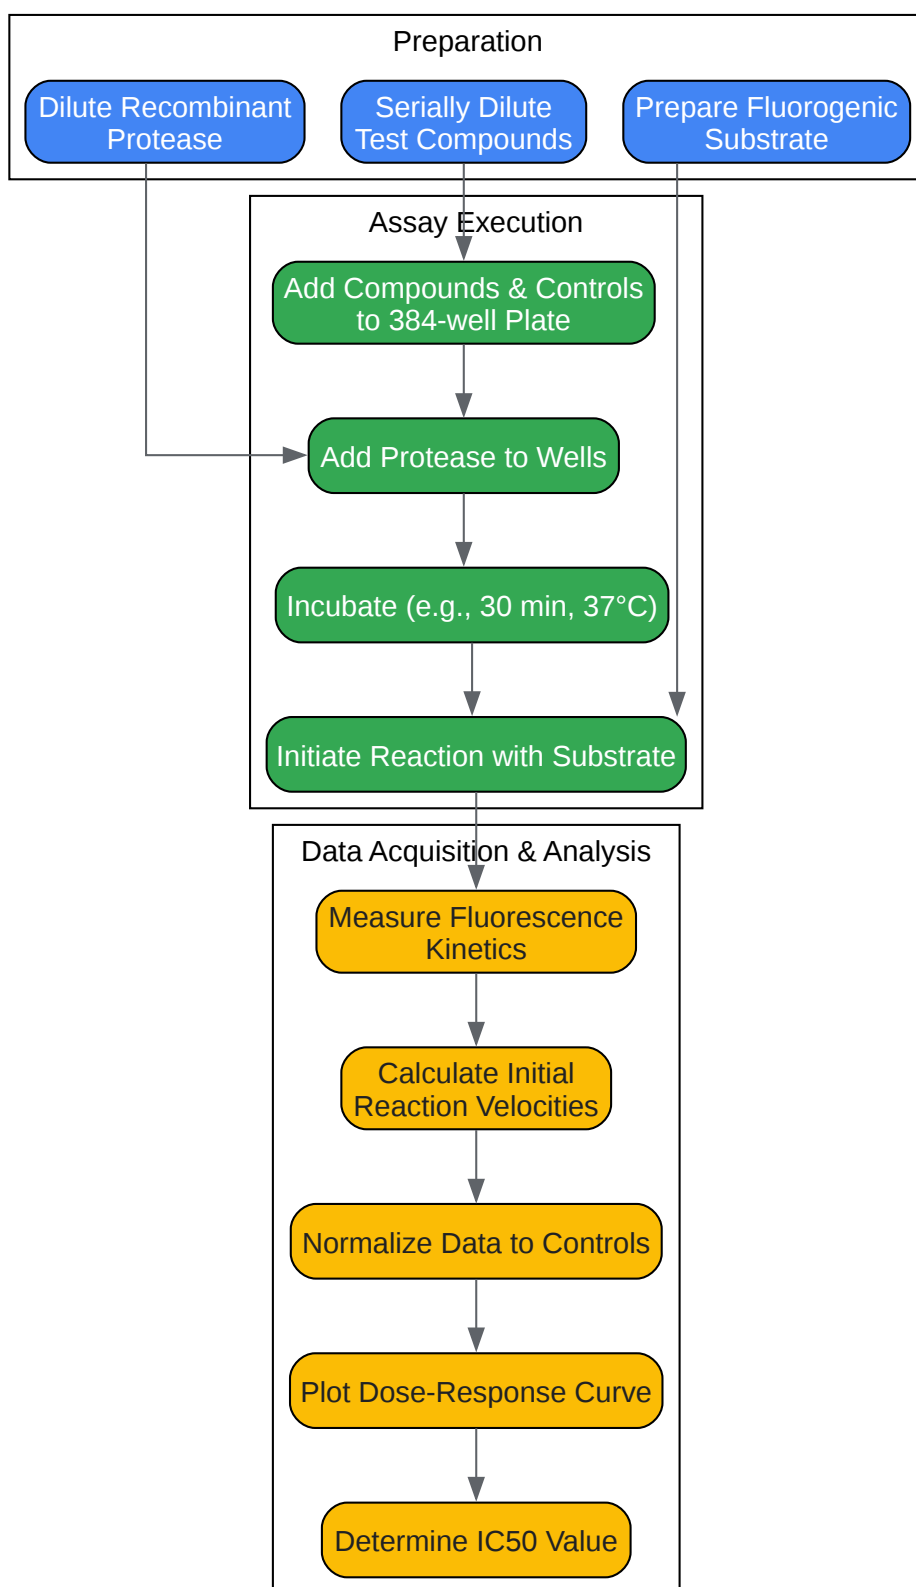 Preparation
Dilute Recombinant
Protease
Serially Dilute
Test Compounds
Prepare Fluorogenic
Substrate
Assay Execution
Add Compounds & Controls
to 384-well Plate
Add Protease to Wells
Incubate (e.g., 30 min, 37°C)
Initiate Reaction with Substrate
Data Acquisition & Analysis
Measure Fluorescence
Kinetics
Calculate Initial
Reaction Velocities
Normalize Data to Controls
Plot Dose-Response Curve
Determine IC50 Value